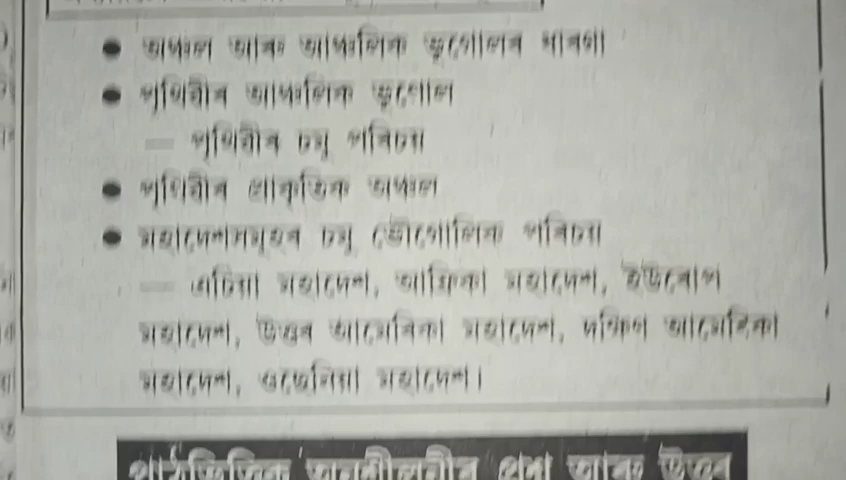 অঞ্চল আৰু আঞ্চলিক ভূগোলৰ ধাৰণা
পৃথিৱীৰ আঞ্চলিক ভূগোল
— পৃথিৱীৰ চমু পৰিচয়
পৃথিৱীৰ প্ৰাকৃতিক অঞ্চল
মহাদেশসমূহৰ চমু ভৌগোলিক পৰিচয়
— এচিয়া মহাদেশ, আফ্ৰিকা মহাদেশ, ইউৰোপ
মহাদেশ, উত্তৰ আমেৰিকা মহাদেশ, দক্ষিণ আমেৰিকা
মহাদেশ, অ'চেনিয়া মহাদেশ।
পাঠভিত্তিক অনুশীলনীৰ প্ৰশ্ন আৰু উত্তৰ